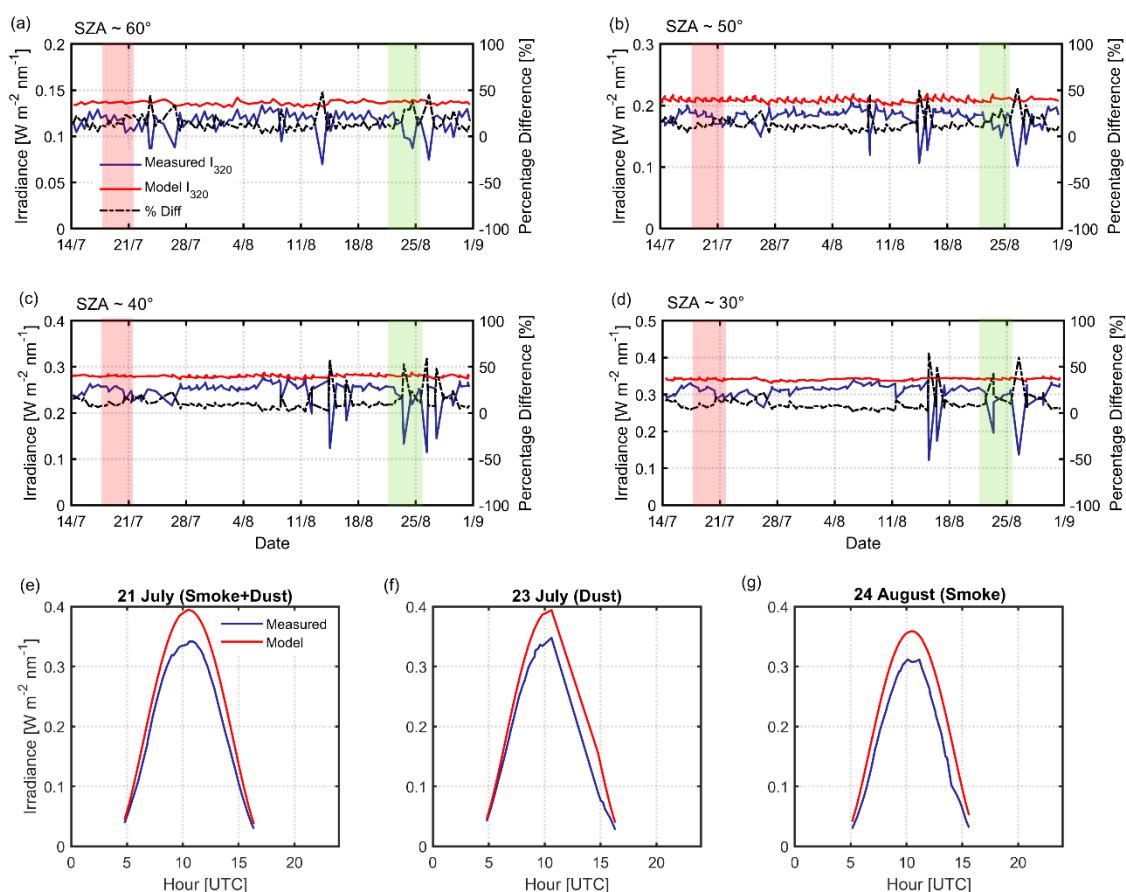 (a) SZA ~ 60°
0.2
0.15
0.1
0.05
0
Irradiance [W m-2 nm-1]
100
50
0
-50
-100
Percentage Difference [%]
Measured I320
Model I320
% Diff
14/7 21/7 28/7 4/8 11/8 18/8 25/8 1/9
(b) SZA ~ 50°
0.3
0.2
0.1
0
Irradiance [W m-2 nm-1]
100
50
0
-50
-100
Percentage Difference [%]
14/7 21/7 28/7 4/8 11/8 18/8 25/8 1/9
(c) SZA ~ 40°
0.4
0.3
0.2
0.1
0
Irradiance [W m-2 nm-1]
100
50
0
-50
-100
Percentage Difference [%]
14/7 21/7 28/7 4/8 11/8 18/8 25/8 1/9
Date
(d) SZA ~ 30°
0.5
0.4
0.3
0.2
0.1
0
Irradiance [W m-2 nm-1]
100
50
0
-50
-100
Percentage Difference [%]
14/7 21/7 28/7 4/8 11/8 18/8 25/8 1/9
Date
(e) 21 July (Smoke+Dust)
0.4
0.3
0.2
0.1
0
Irradiance [W m-2 nm-1]
Measured
Model
0 5 10 15 20
Hour [UTC]
(f) 23 July (Dust)
0.4
0.3
0.2
0.1
0
0 5 10 15 20
Hour [UTC]
(g) 24 August (Smoke)
0.4
0.3
0.2
0.1
0
0 5 10 15 20
Hour [UTC]